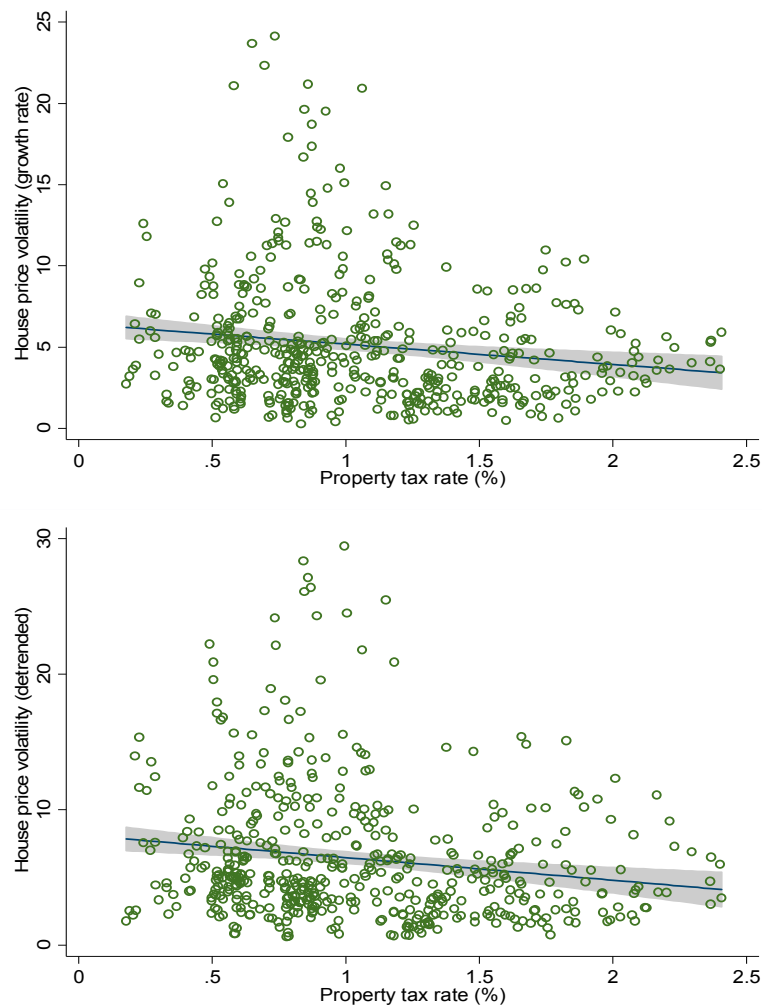 House price volatility (growth rate)
25
20
15
10
5
0
0 .5 1 1.5 2 2.5
Property tax rate (%)
House price volatility (detrended)
30
20
10
0
0 .5 1 1.5 2 2.5
Property tax rate (%)